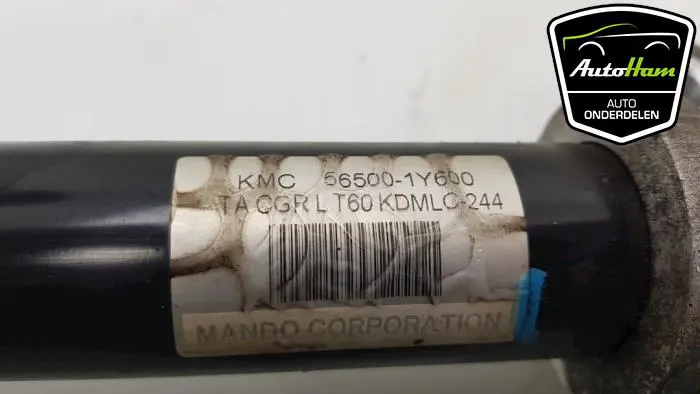 AutoHam
AUTO
ONDERDELEN
KMC 56500-1Y600
TA CGR L T60 KDMLC-244
MANDO CORPORATION